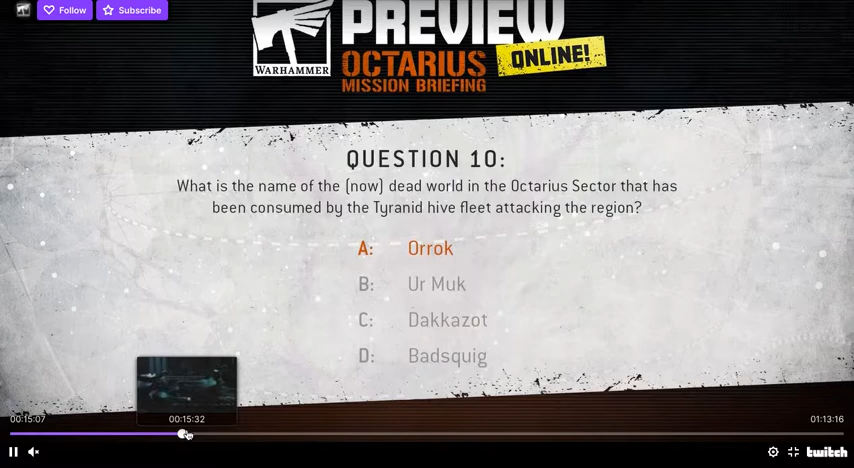 Follow
Subscribe
PREVIEW
WARHAMMER
OCTARIUS
ONLINE!
MISSION BRIEFING
QUESTION 10:
What is the name of the (now) dead world in the Octarius Sector that has
been consumed by the Tyranid hive fleet attacking the region?
A: Orrok
B: Ur Muk
C: Dakkazot
D: Badsquig
00:15:07
00:15:32
01:13:16
twitch